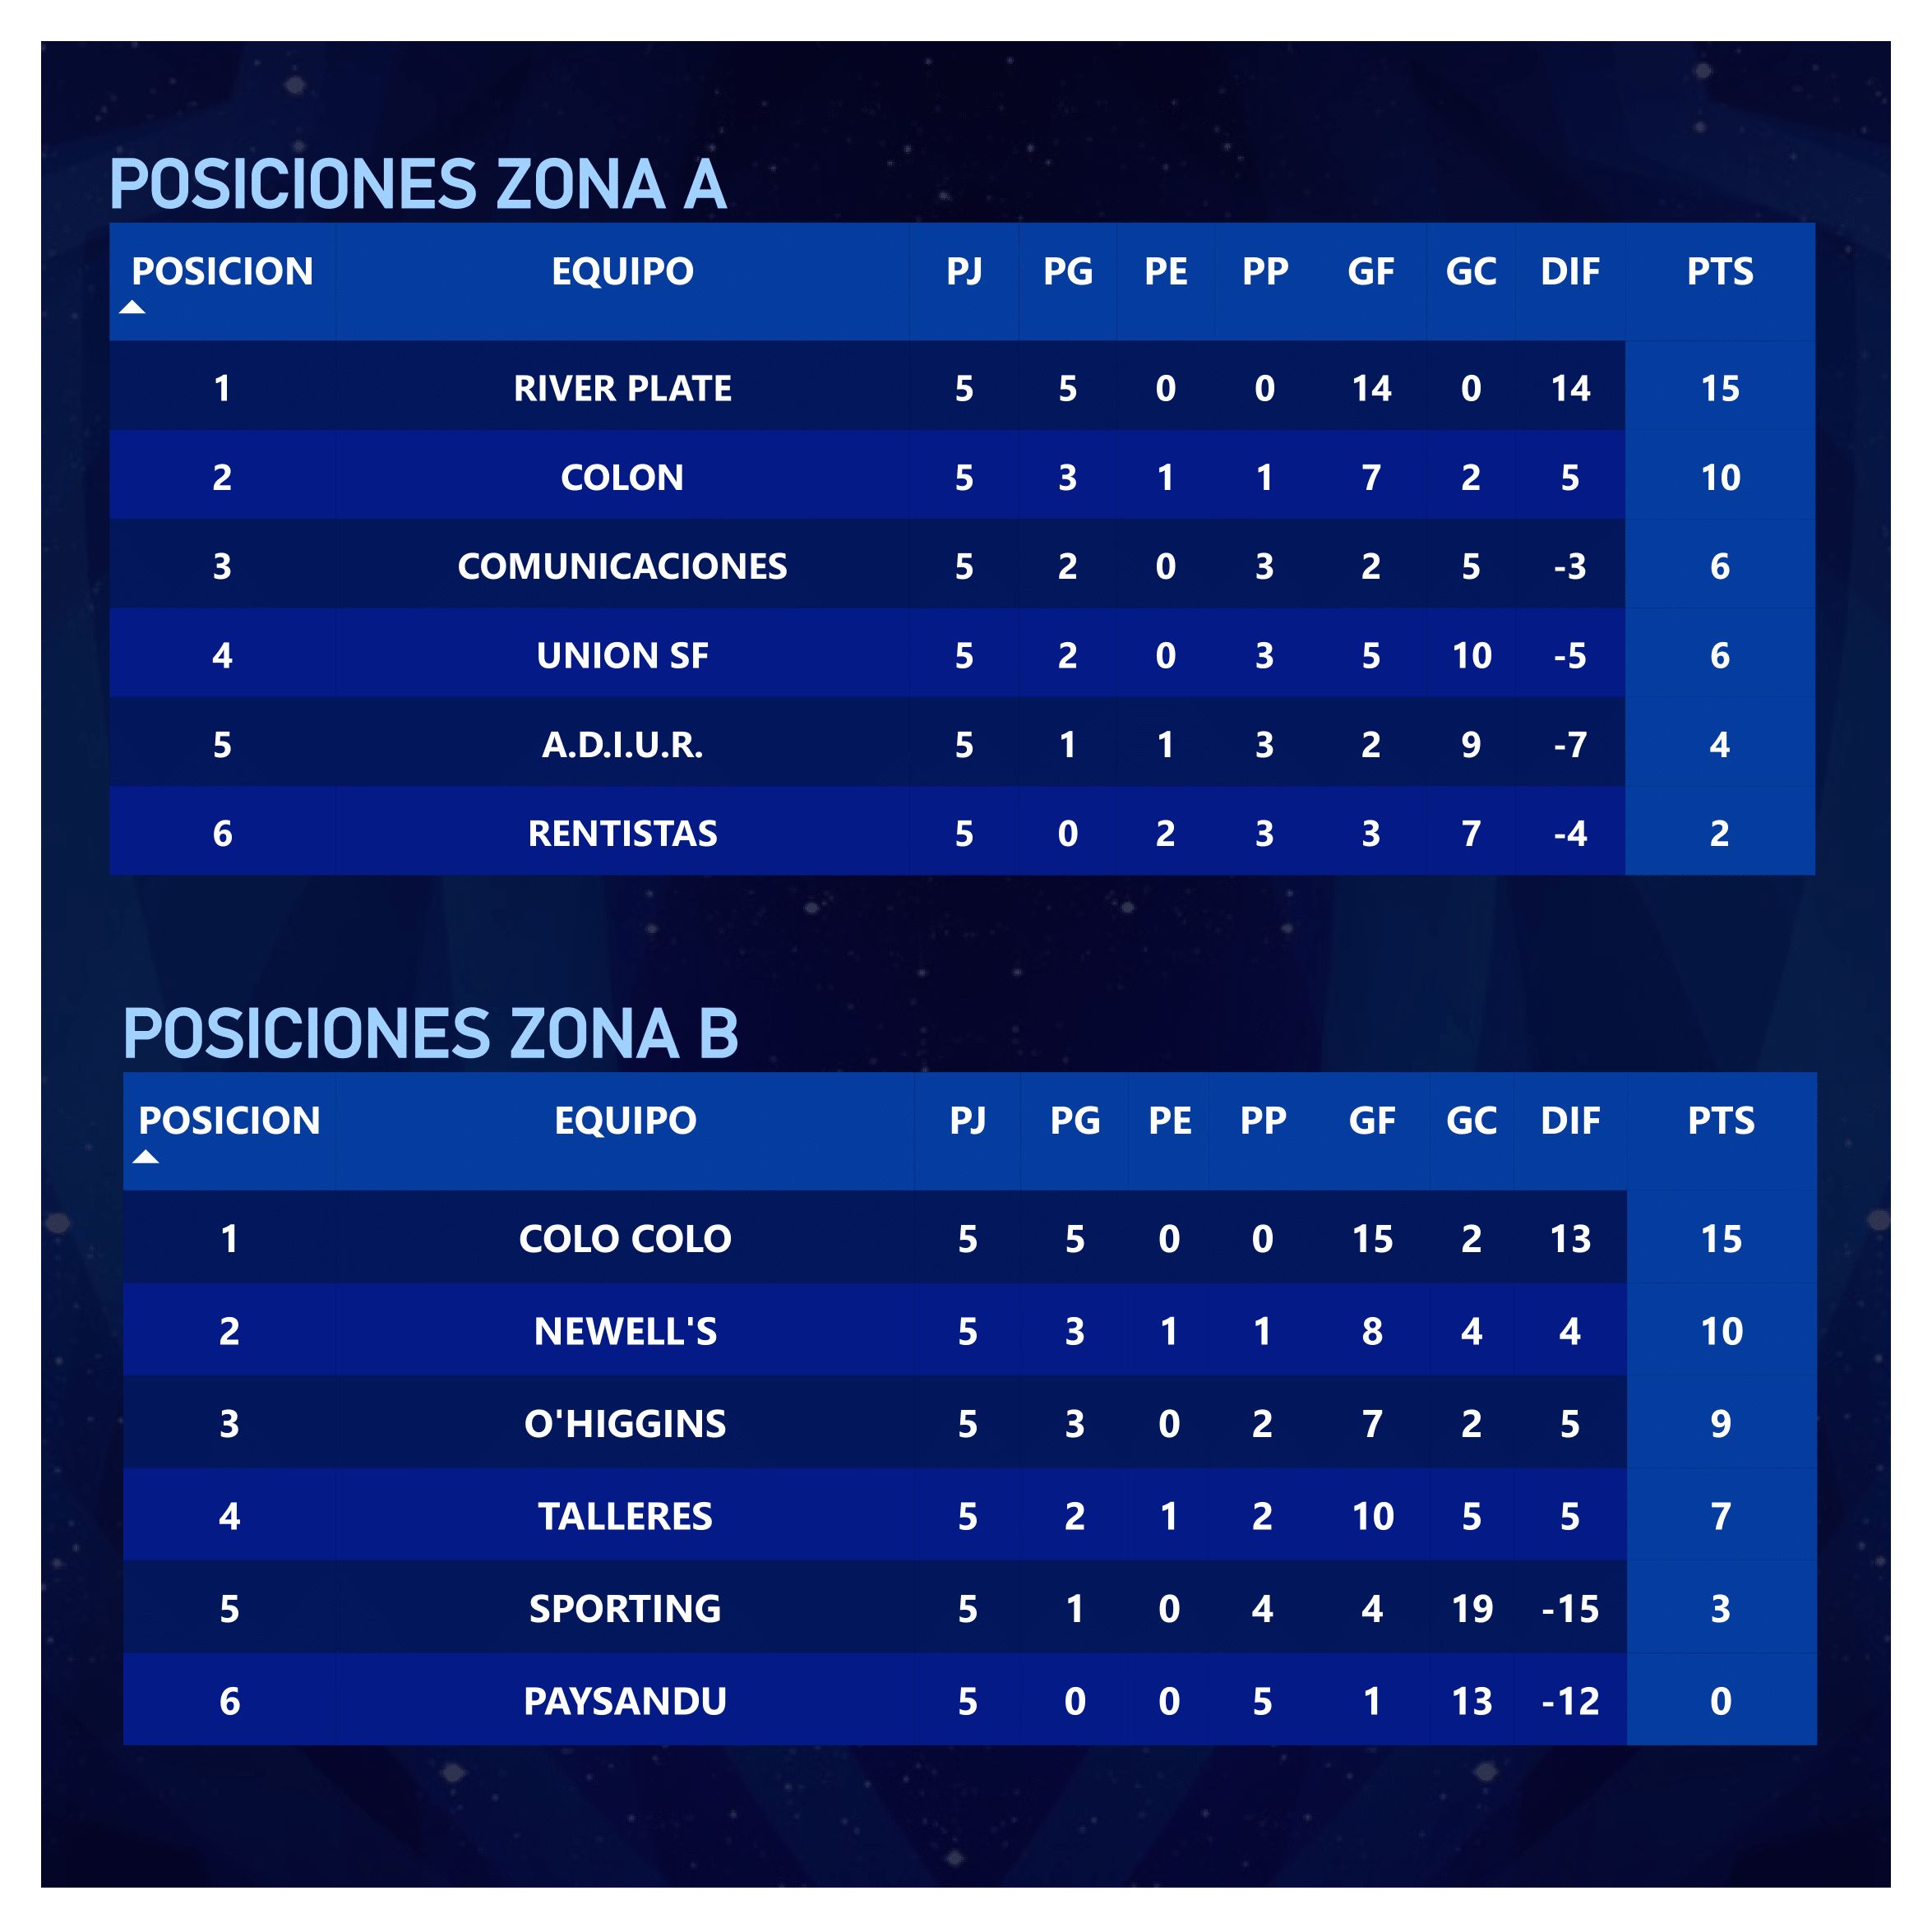 POSICIONES ZONA A
POSICION EQUIPO PJ PG PE PP GF GC DIF PTS
1 RIVER PLATE 5 5 0 0 14 0 14 15
2 COLON 5 3 1 1 7 2 5 10
3 COMUNICACIONES 5 2 0 3 2 5 -3 6
4 UNION SF 5 2 0 3 5 10 -5 6
5 A.D.I.U.R. 5 1 1 3 2 9 -7 4
6 RENTISTAS 5 0 2 3 3 7 -4 2
POSICIONES ZONA B
POSICION EQUIPO PJ PG PE PP GF GC DIF PTS
1 COLO COLO 5 5 0 0 15 2 13 15
2 NEWELL'S 5 3 1 1 8 4 4 10
3 O'HIGGINS 5 3 0 2 7 2 5 9
4 TALLERES 5 2 1 2 10 5 5 7
5 SPORTING 5 1 0 4 4 19 -15 3
6 PAYSANDU 5 0 0 5 1 13 -12 0